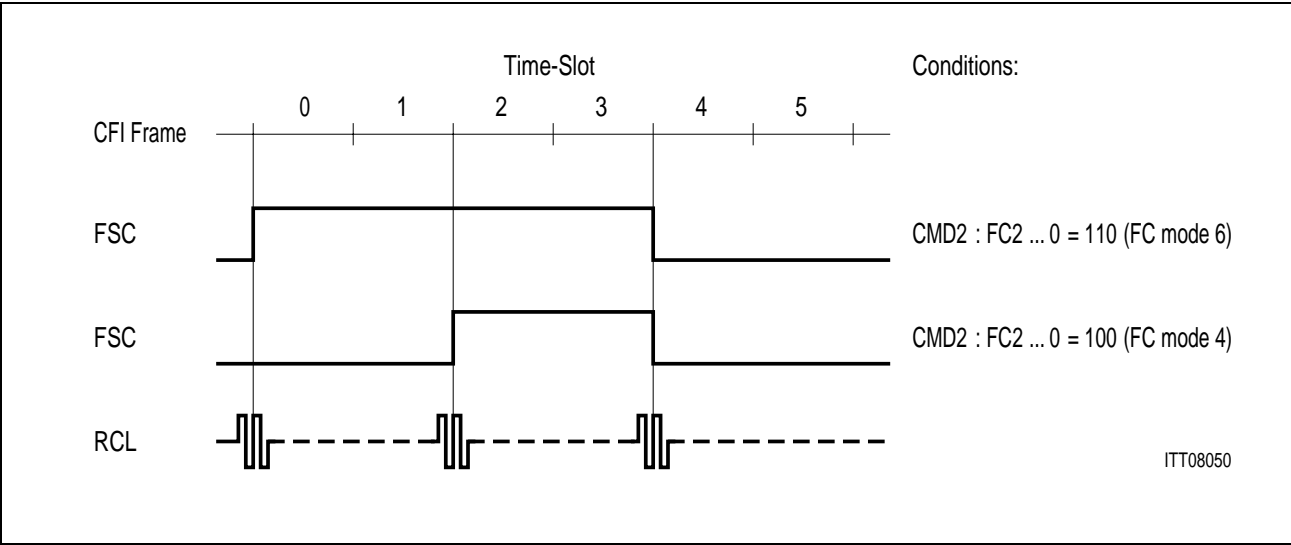 Time-Slot Conditions:
0 1 2 3 4 5
CFI Frame
FSC CMD2 : FC2 ... 0 = 110 (FC mode 6)
FSC CMD2 : FC2 ... 0 = 100 (FC mode 4)
RCL
ITT08050